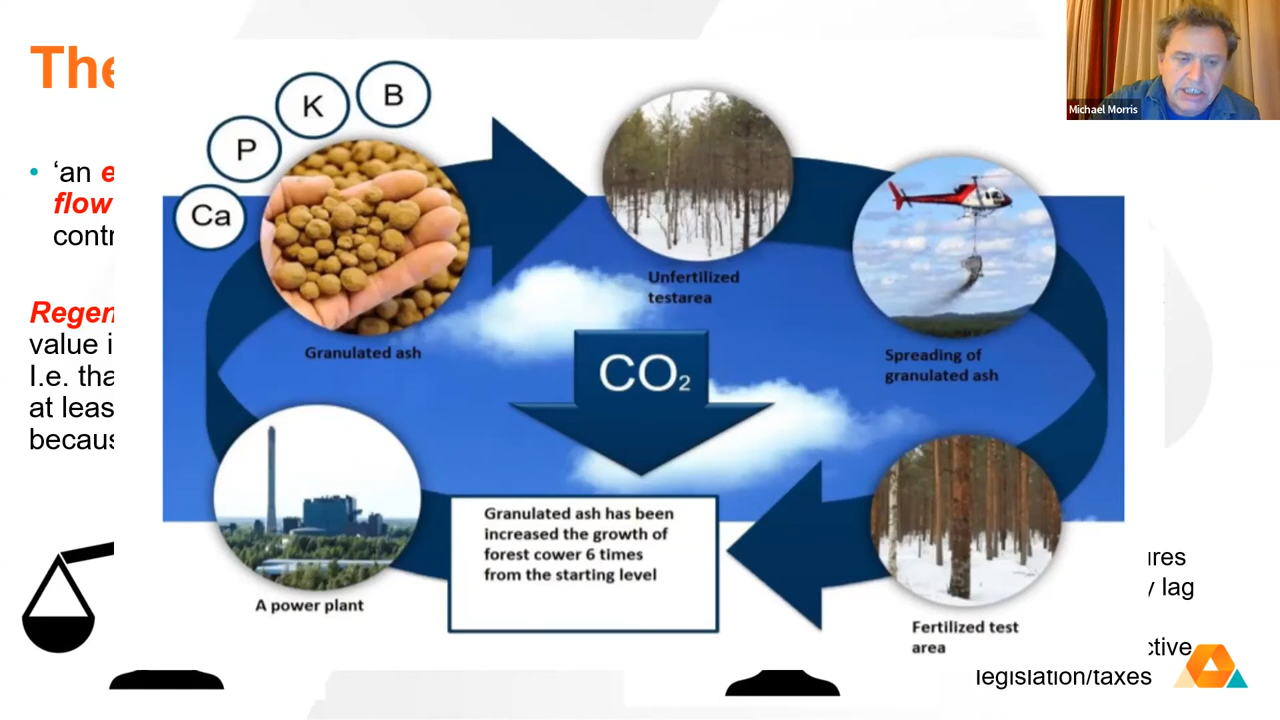 The
Michael Morris
B
K
P
Ca
• ‘an
flow
contr
Regen
value i
I.e. tha
at leas
becaus
Granulated ash
Unfertilized
testarea
Spreading of
granulated ash
CO₂
Granulated ash has been
increased the growth of
forest cower 6 times
from the starting level
A power plant
Fertilized test
area
ures
lag
ctive
legislation/taxes